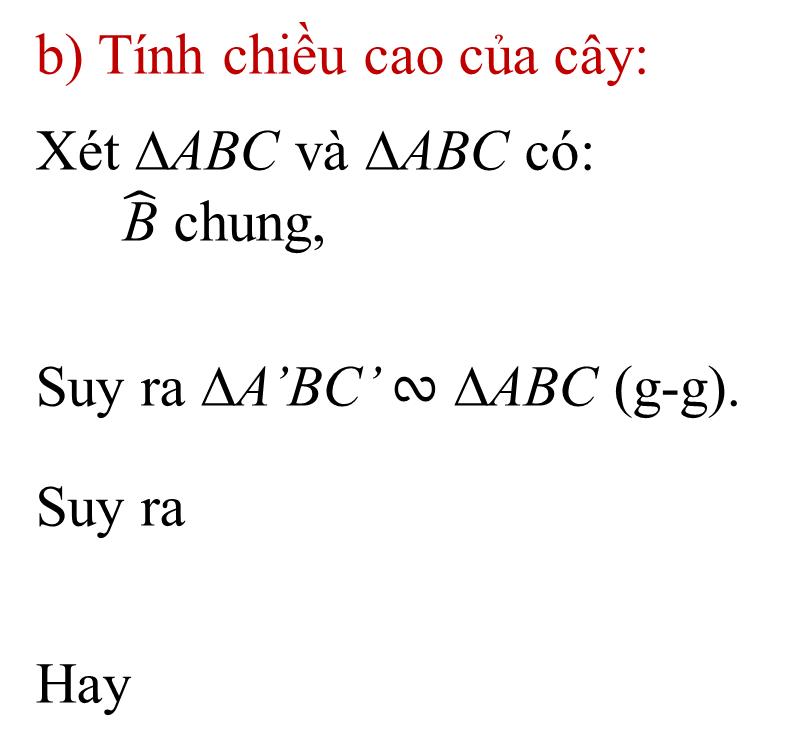 b) Tính chiều cao của cây:
Xét ΔABC và ΔABC có:
B̂ chung,
Suy ra ΔA’BC’ ∽ ΔABC (g-g).
Suy ra
Hay